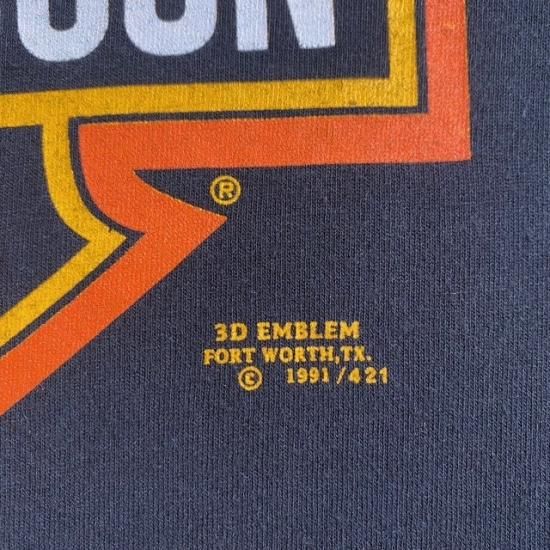 ®
3D EMBLEM
FORT WORTH,TX.
© 1991/421